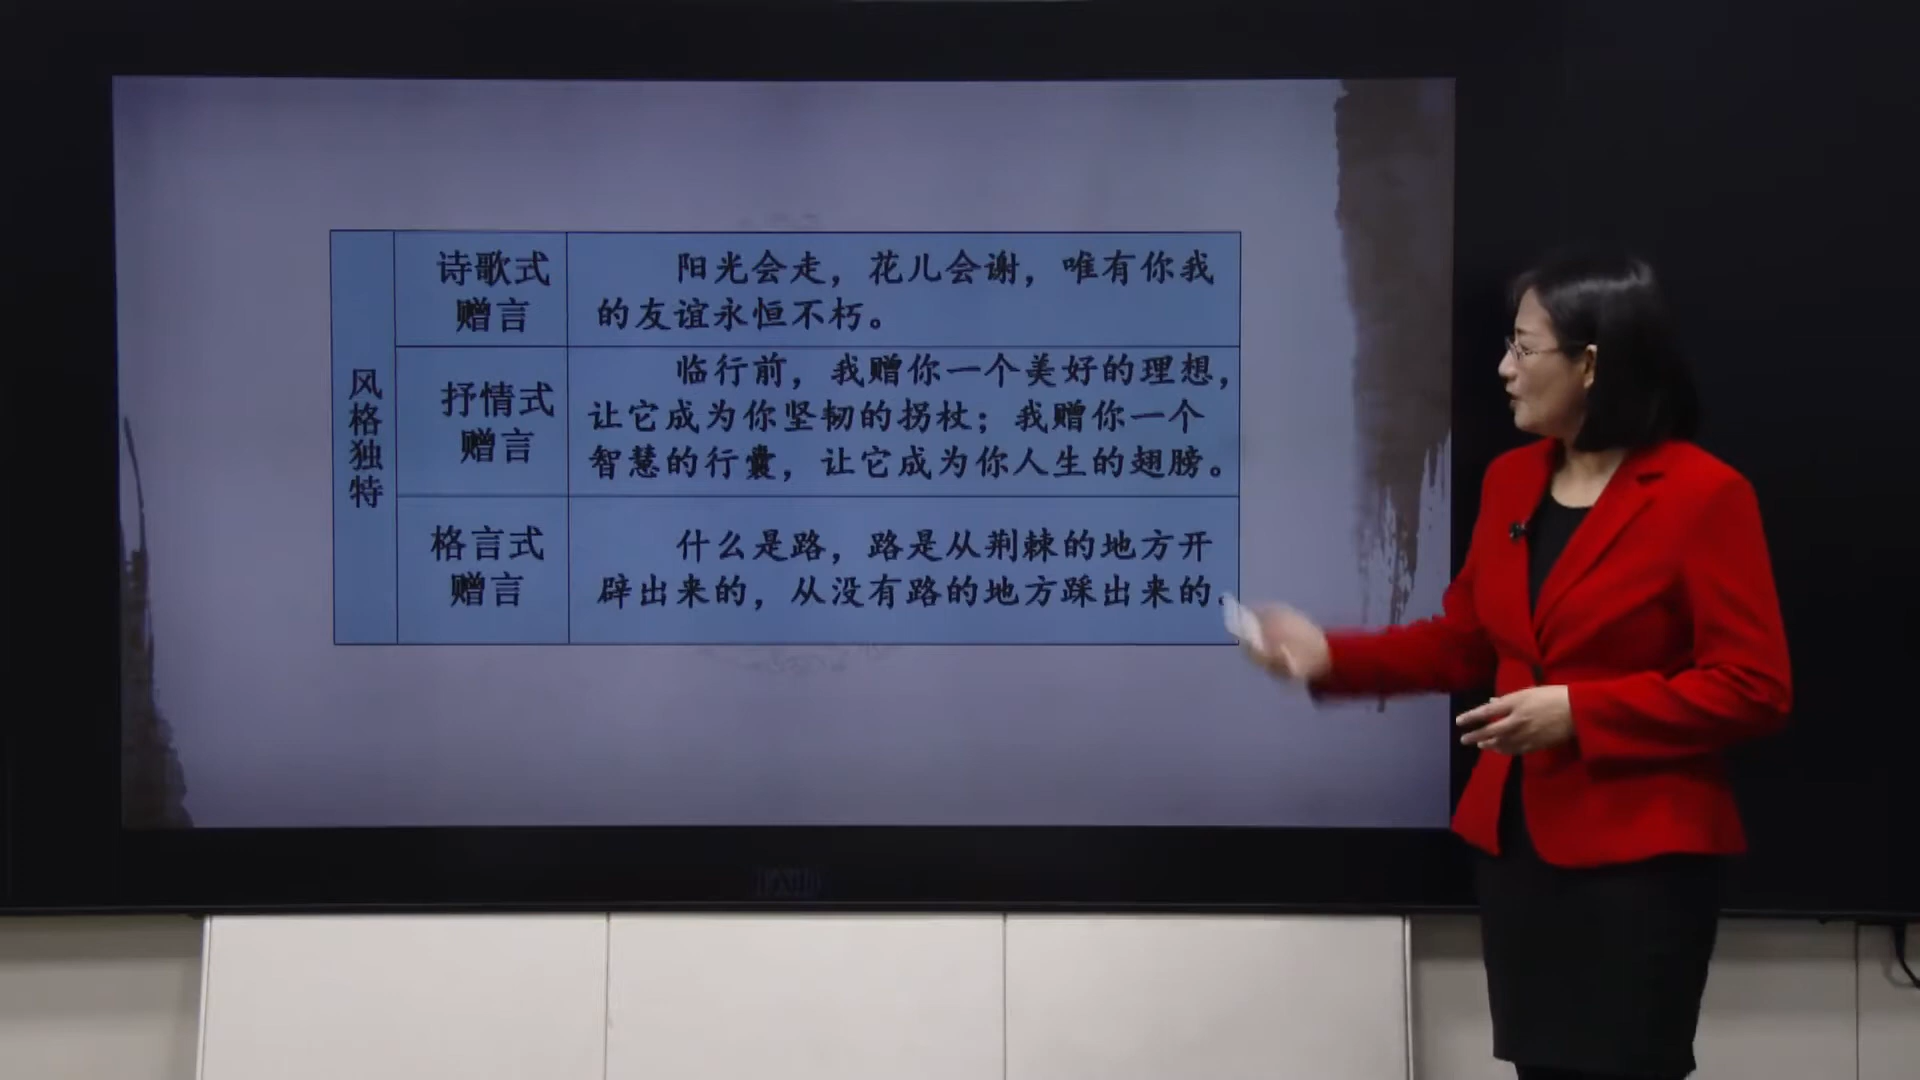 风格独特
诗歌式
赠言
阳光会走，花儿会谢，唯有你我
的友谊永恒不朽。
抒情式
赠言
临行前，我赠你一个美好的理想，
让它成为你坚韧的拐杖；我赠你一个
智慧的行囊，让它成为你人生的翅膀。
格言式
赠言
什么是路，路是从荆棘的地方开
辟出来的，从没有路的地方踩出来的。